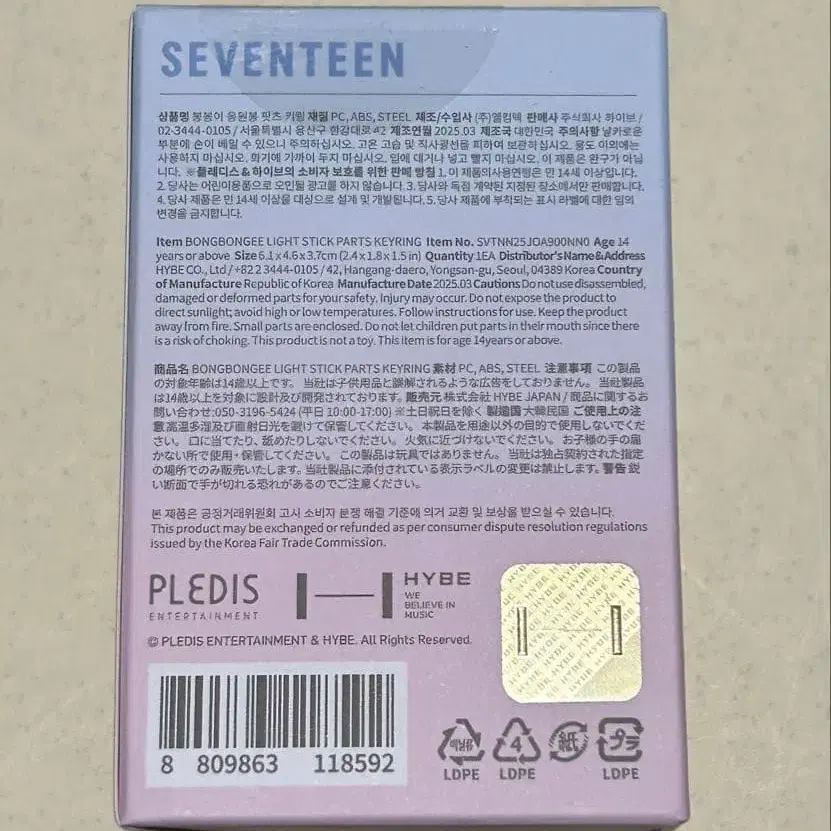 SEVENTEEN
상품명 봉봉이 응원봉 팟츠 키링 재질 PC, ABS, STEEL 제조/수입사 (주)엘컴텍 판매사 주식회사 하이브 /
02-3444-0105 / 서울특별시 용산구 한강대로 42 제조연월 2025.03 제조국 대한민국 주의사항 날카로운
부분에 손이 베일 수 있으니 주의하십시오. 고온 고습 및 직사광선을 피하여 보관하십시오. 용도 이외에는
사용하지 마십시오. 화기에 가까이 두지 마십시오. 입에 대거나 넣고 빨지 마십시오. 이 제품은 완구가 아닙
니다. ※플레디스 & 하이브의 소비자 보호를 위한 판매 방침 1. 이 제품의 사용연령은 만 14세 이상입니다.
2. 당사는 어린이용품으로 오인될 광고를 하지 않습니다. 3. 당사와 독점 계약된 지정된 장소에서만 판매합니다.
4. 당사 제품은 만 14세 이상을 대상으로 설계 및 개발됩니다. 5. 당사 제품에 부착되는 표시 라벨에 대한 임의
변경을 금지합니다.
Item BONGBONGEE LIGHT STICK PARTS KEYRING Item No. SVTNN25JOA900NN0 Age 14
years or above Size 6.1 x 4.6 x 3.7cm (2.4 x 1.8 x 1.5 in) Quantity 1EA Distributor's Name & Address
HYBE CO., Ltd / +82 2 3444-0105 / 42, Hangang-daero, Yongsan-gu, Seoul, 04389 Korea Country
of Manufacture Republic of Korea Manufacture Date 2025.03 Cautions Do not use disassembled,
damaged or deformed parts for your safety. Injury may occur. Do not expose the product to
direct sunlight; avoid high or low temperatures. Follow instructions for use. Keep the product
away from fire. Small parts are enclosed. Do not let children put parts in their mouth since there
is a risk of choking. This product is not a toy. This item is for age 14years or above.
商品名 BONGBONGEE LIGHT STICK PARTS KEYRING 素材 PC, ABS, STEEL 注意事項 この製品
の対象年齢は14歳以上です。 当社は子供用品と誤解されるような広告をしておりません。 当社製品
は14歳以上を対象に設計及び開発されております。 販売元 株式会社 HYBE JAPAN / 商品に関するお
問い合わせ:050-3196-5424 (平日 10:00-17:00) ※土日祝日を除く 製造国 大韓民国 ご使用上の注
意 高温多湿及び直射日光を避けて保管してください。 本製品を用途以外の目的で使用しないでくだ
さい。 口に当てたり、舐めたりしないでください。 火気に近づけないでください。 お子様の手の届
かない所で使用・保管してください。 この製品は玩具ではありません。 当社は独占契約された指定
の場所でのみ販売いたします。当社製品に添付されている表示ラベルの変更は禁止します。警告 鋭
い断面で手が切れる恐れがあるのでご注意ください。
본 제품은 공정거래위원회 고시 소비자 분쟁 해결 기준에 의거 교환 및 보상을 받으실 수 있습니다.
This product may be exchanged or refunded as per consumer dispute resolution regulations
issued by the Korea Fair Trade Commission.
PLEDIS
ENTERTAINMENT
HYBE
WE
BELIEVE IN
MUSIC
HYBE HYBE HYBE
© PLEDIS ENTERTAINMENT & HYBE. All Rights Reserved.
8 809863 118592
비닐류 LDPE
4 LDPE
紙
プラ LDPE